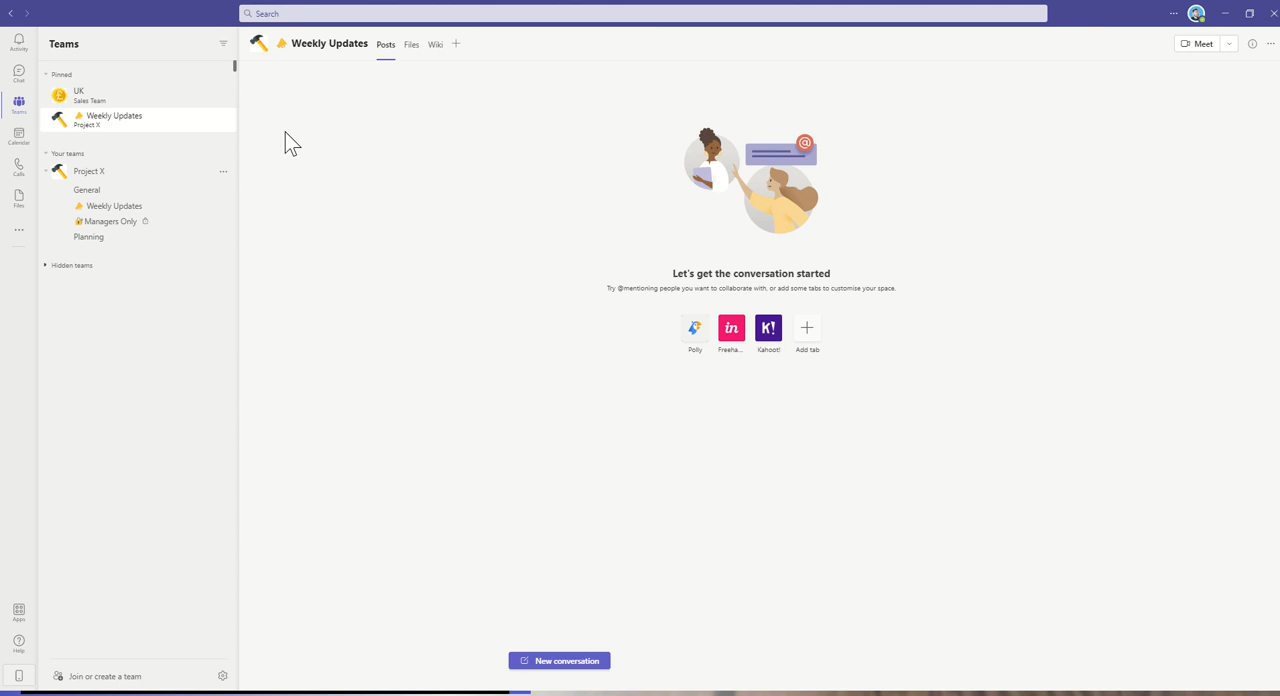 Search
Activity
Chat
Teams
Calendar
Calls
Files
Apps
Help
Teams
Pinned
UK
Sales Team
Weekly Updates
Project X
Your teams
Project X
General
Weekly Updates
Managers Only
Planning
Hidden teams
Join or create a team
Weekly Updates Posts Files Wiki
Meet
Let's get the conversation started
Try @mentioning people you want to collaborate with, or add some tabs to customise your space.
in K!
Polly Freeha... Kahoot! Add tab
New conversation